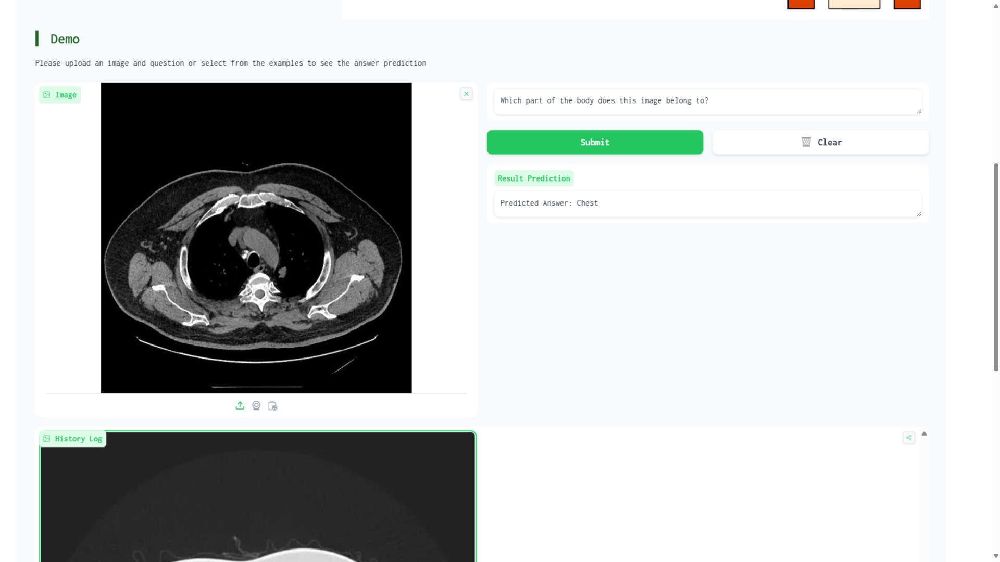 Demo
Please upload an image and question or select from the examples to see the answer prediction
Image
Which part of the body does this image belong to?
Submit
Clear
Result Prediction
Predicted Answer: Chest
History Log